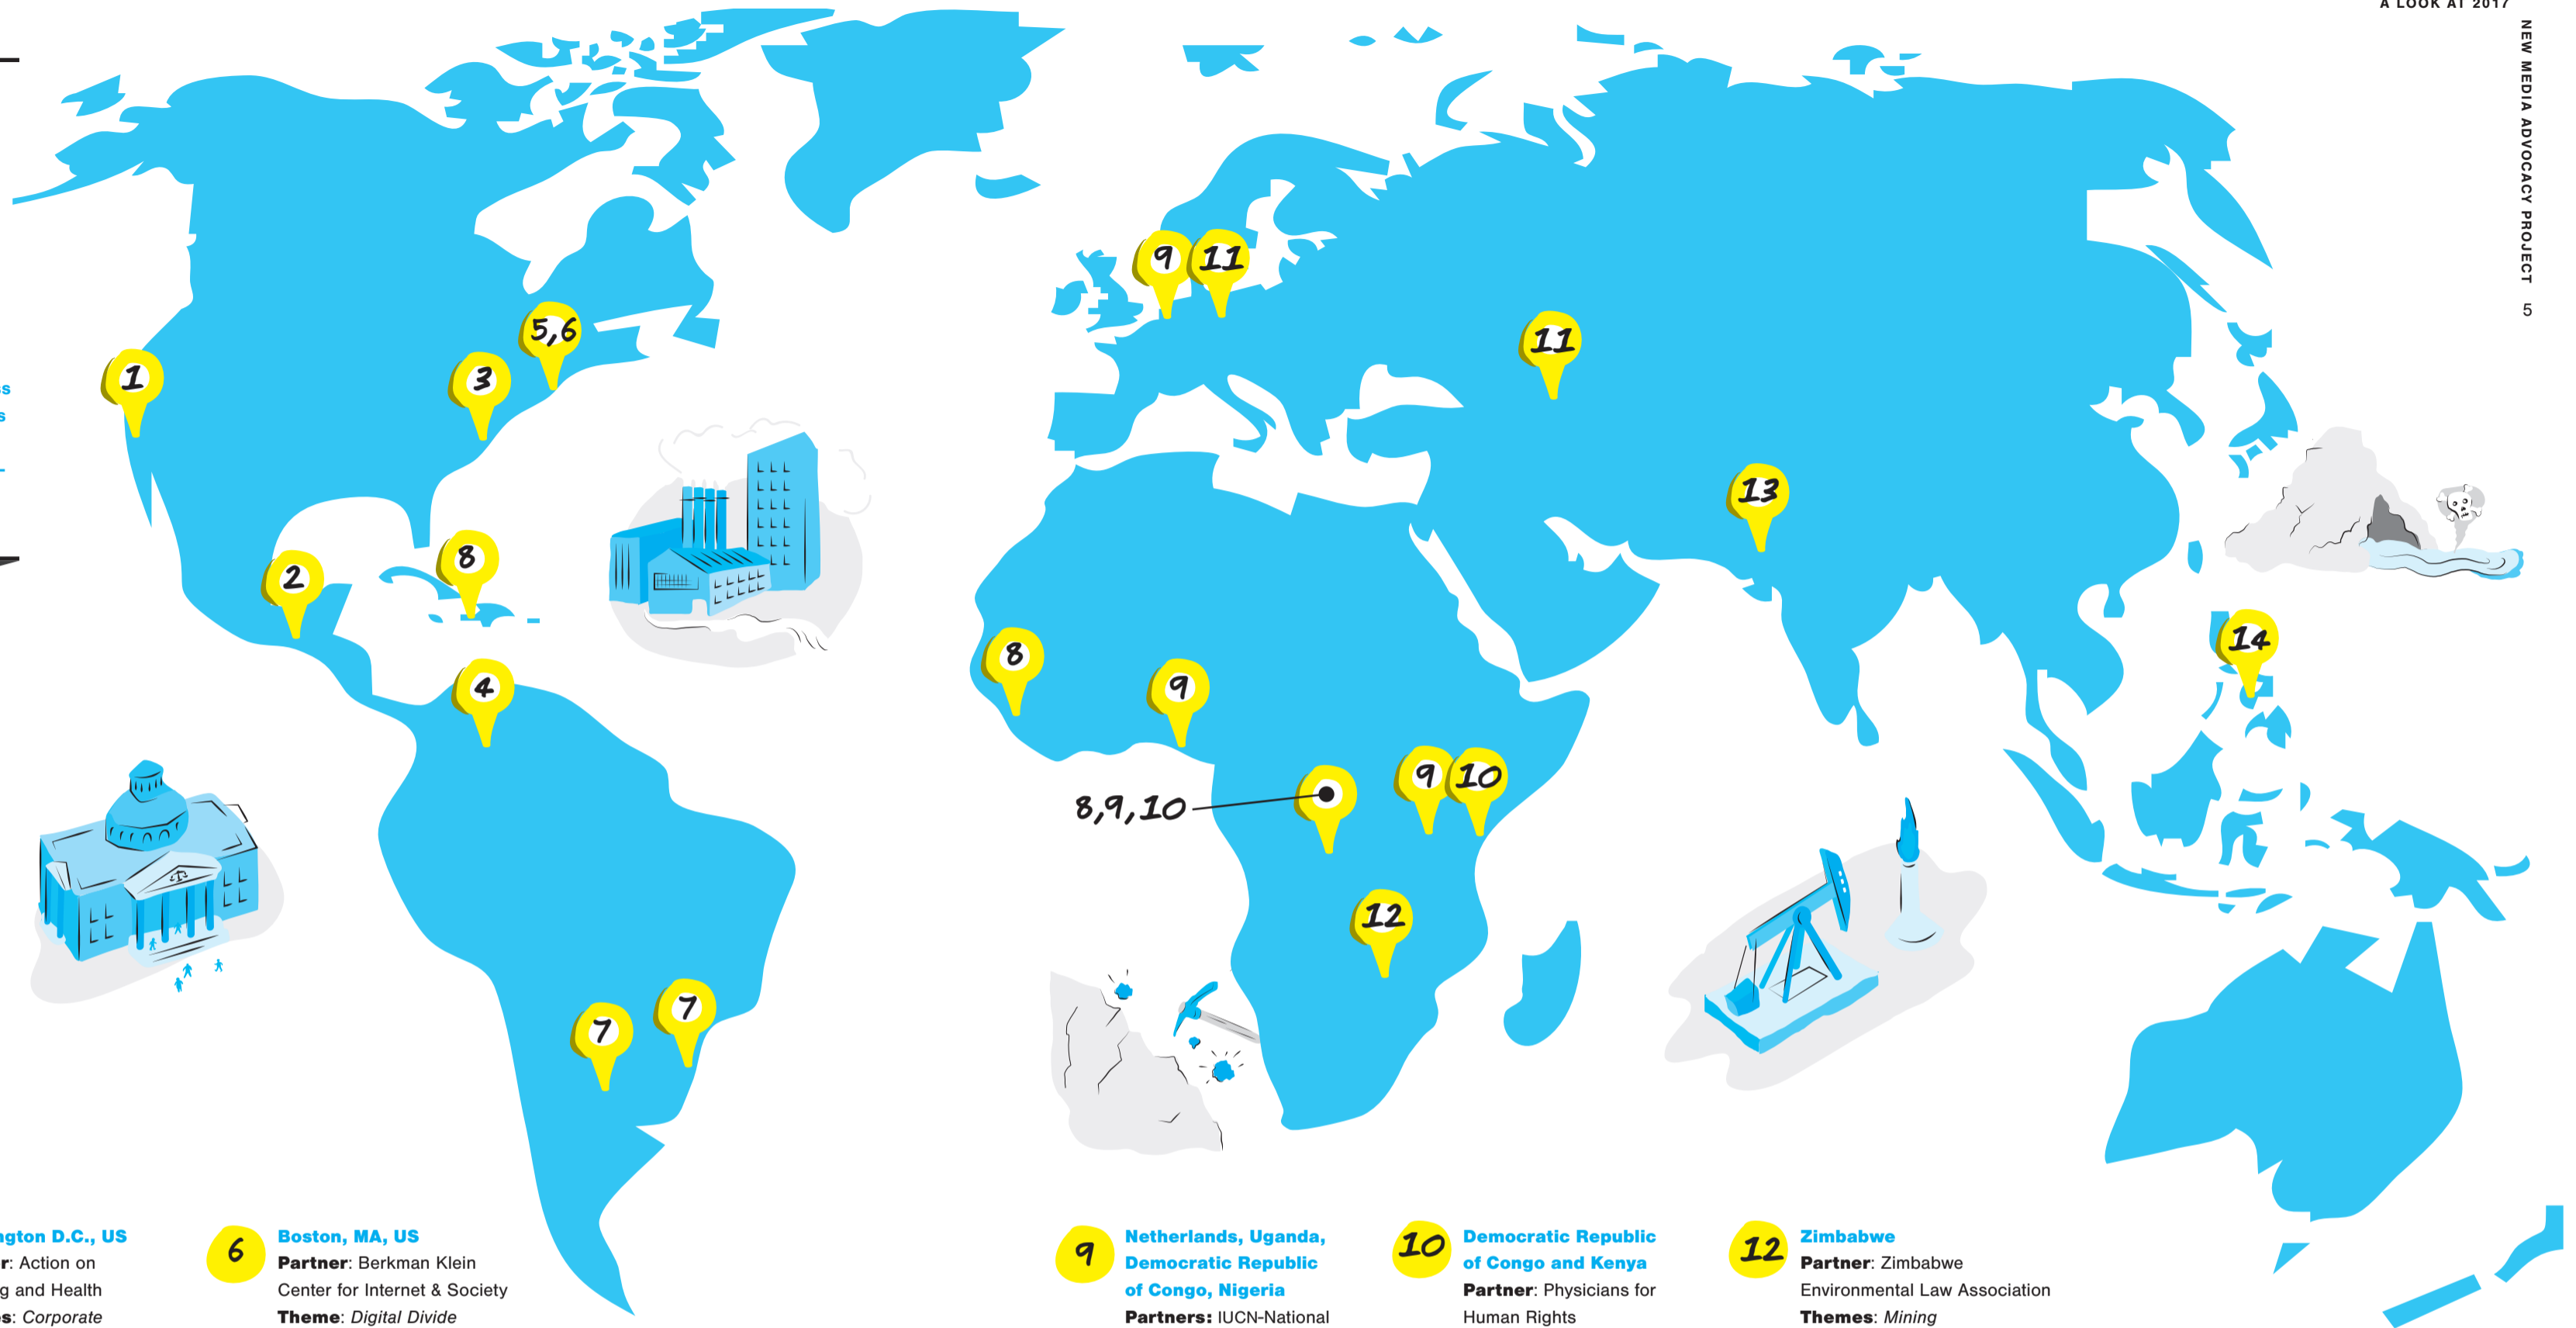 A LOOK AT 2017
NEW MEDIA ADVOCACY PROJECT 5
9
11
5,6
11
1
3
13
8
2
14
8
4
9
9
10
8,9,10
12
7
7
ngton D.C., US
r: Action on
g and Health
s: Corporate
6
Boston, MA, US
Partner: Berkman Klein
Center for Internet & Society
Theme: Digital Divide
9
Netherlands, Uganda,
Democratic Republic
of Congo, Nigeria
Partners: IUCN-National
10
Democratic Republic
of Congo and Kenya
Partner: Physicians for
Human Rights
12
Zimbabwe
Partner: Zimbabwe
Environmental Law Association
Themes: Mining